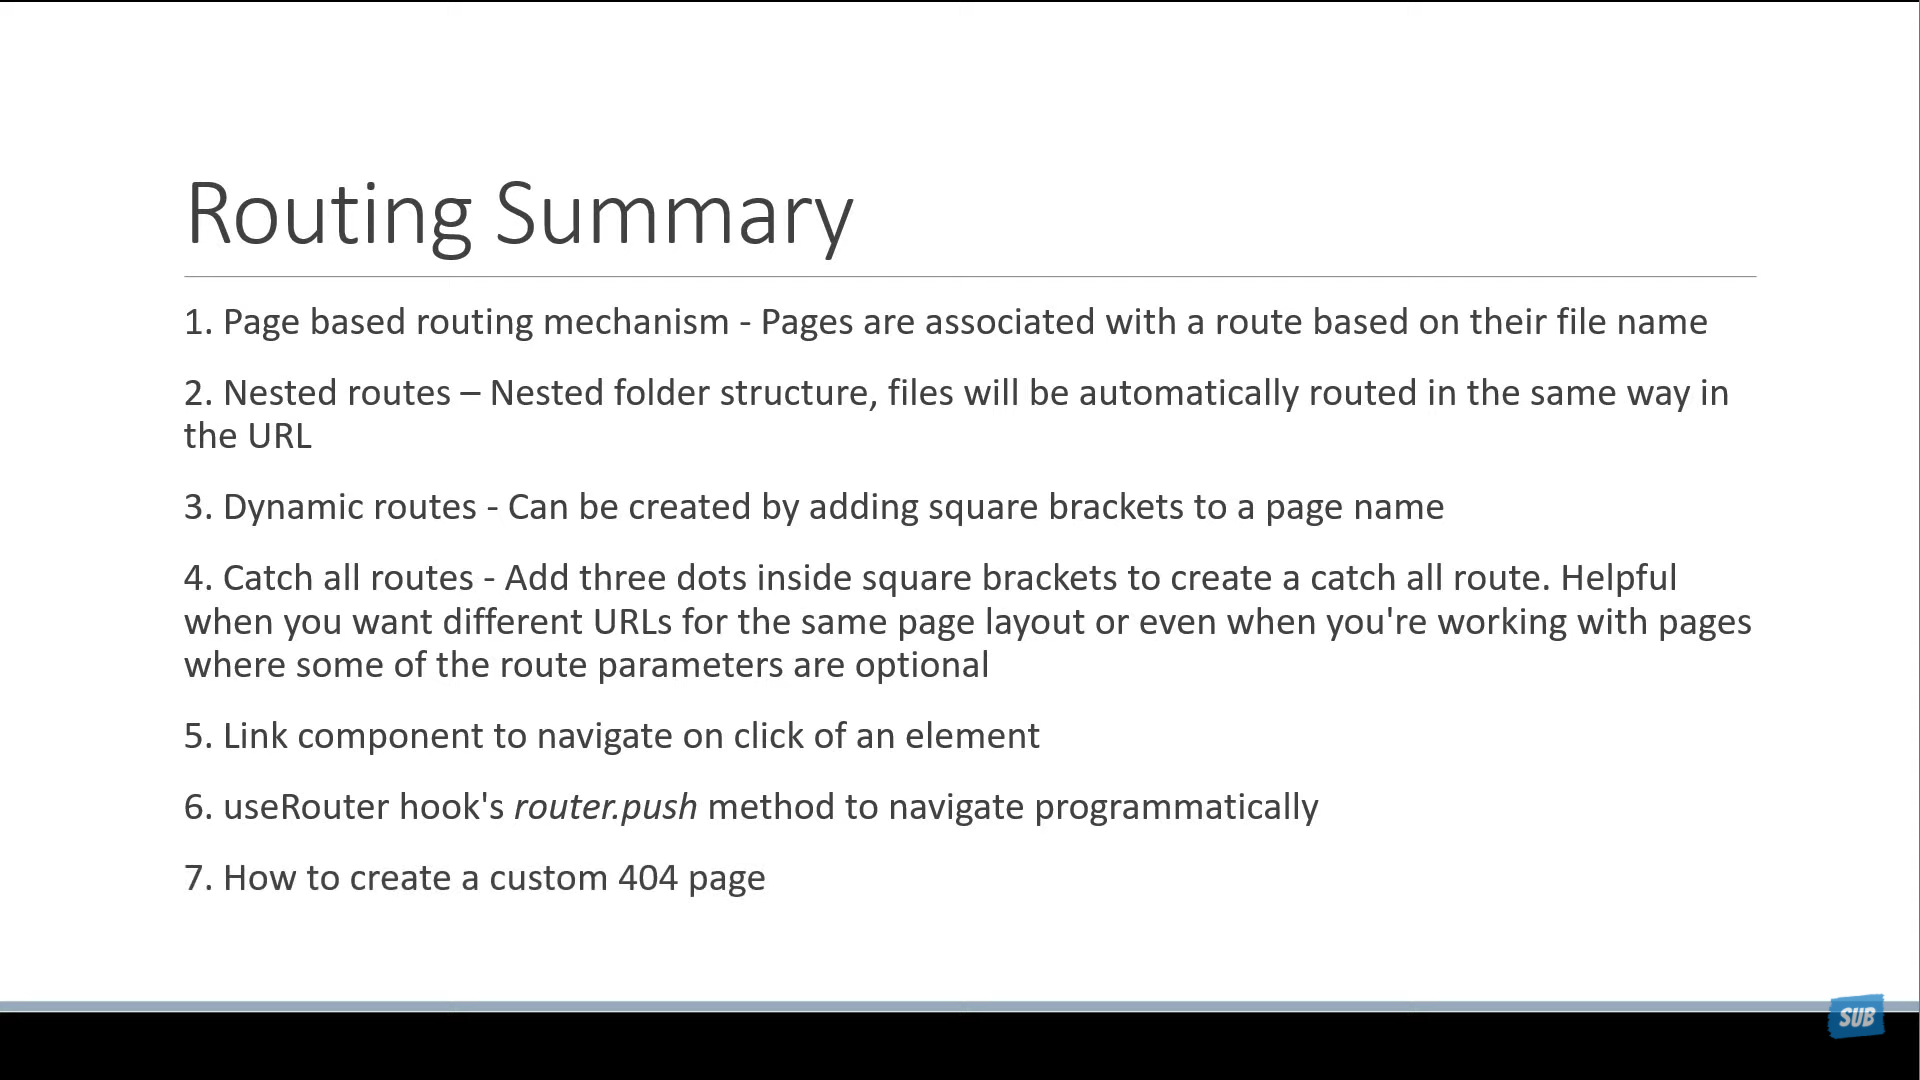 Routing Summary
1. Page based routing mechanism - Pages are associated with a route based on their file name
2. Nested routes – Nested folder structure, files will be automatically routed in the same way in
the URL
3. Dynamic routes - Can be created by adding square brackets to a page name
4. Catch all routes - Add three dots inside square brackets to create a catch all route. Helpful
when you want different URLs for the same page layout or even when you're working with pages
where some of the route parameters are optional
5. Link component to navigate on click of an element
6. useRouter hook's router.push method to navigate programmatically
7. How to create a custom 404 page
SUB